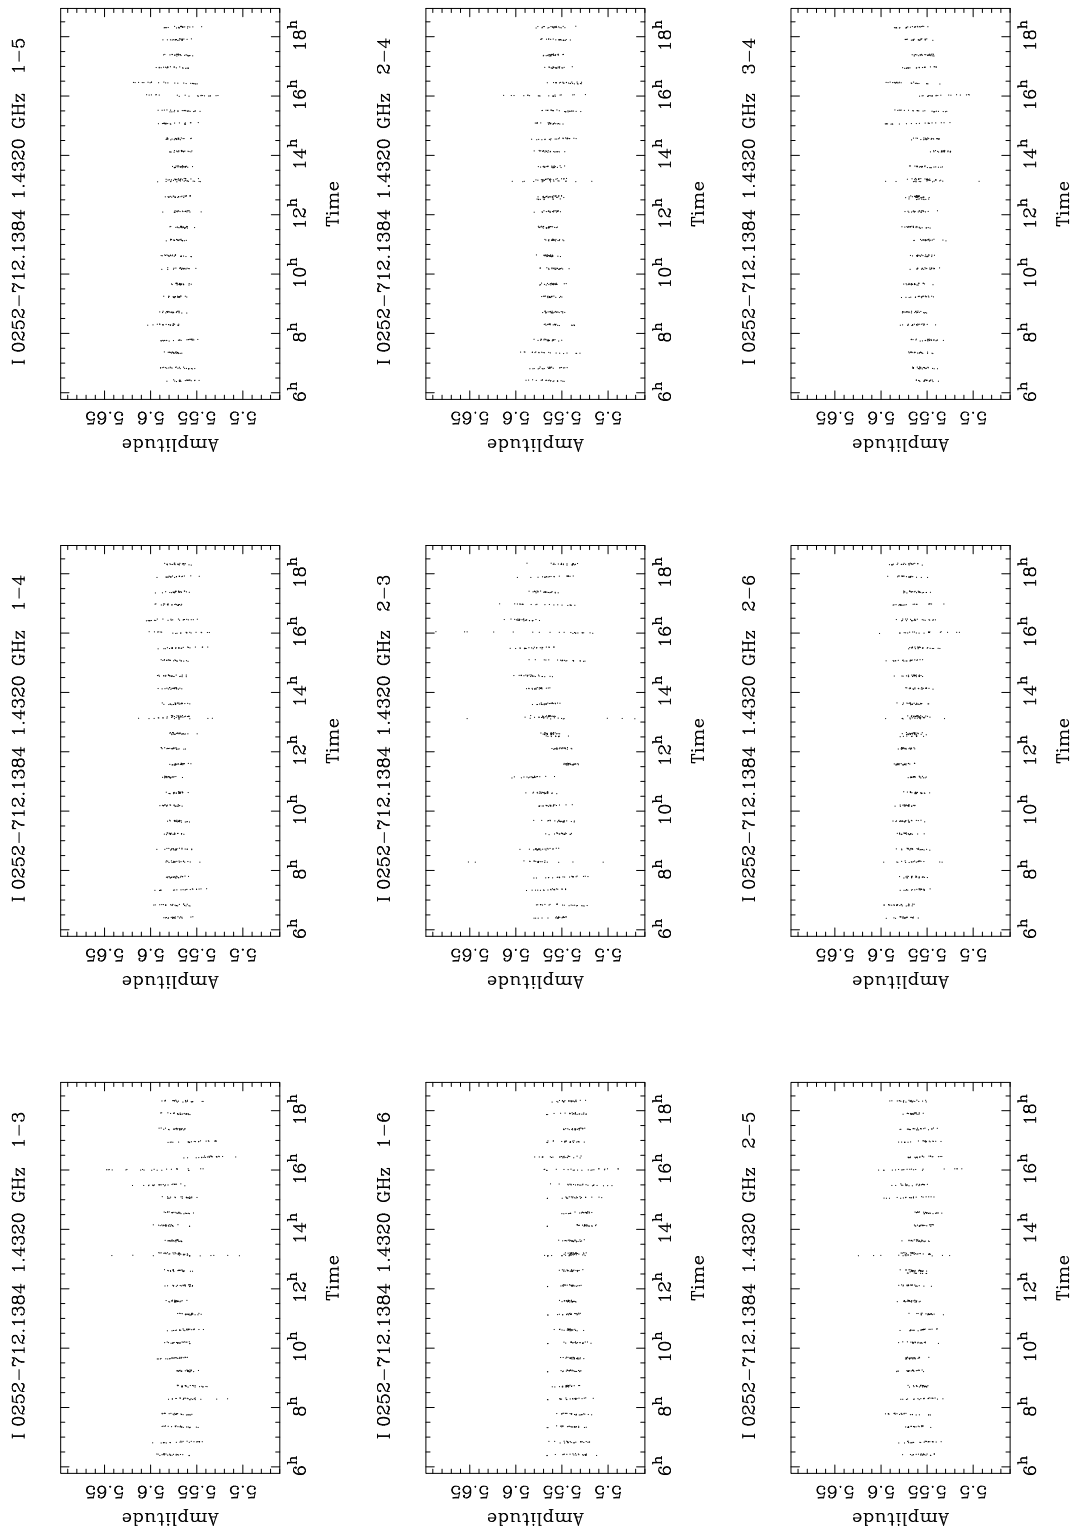 I 0252−712.1384 1.4320 GHz 1−3
Amplitude
5.5 5.55 5.6 5.65
6h 8h 10h 12h 14h 16h 18h
Time
I 0252−712.1384 1.4320 GHz 1−4
Amplitude
5.5 5.55 5.6 5.65
6h 8h 10h 12h 14h 16h 18h
Time
I 0252−712.1384 1.4320 GHz 1−5
Amplitude
5.5 5.55 5.6 5.65
6h 8h 10h 12h 14h 16h 18h
Time
I 0252−712.1384 1.4320 GHz 1−6
Amplitude
5.5 5.55 5.6 5.65
6h 8h 10h 12h 14h 16h 18h
Time
I 0252−712.1384 1.4320 GHz 2−3
Amplitude
5.5 5.55 5.6 5.65
6h 8h 10h 12h 14h 16h 18h
Time
I 0252−712.1384 1.4320 GHz 2−4
Amplitude
5.5 5.55 5.6 5.65
6h 8h 10h 12h 14h 16h 18h
Time
I 0252−712.1384 1.4320 GHz 2−5
Amplitude
5.5 5.55 5.6 5.65
6h 8h 10h 12h 14h 16h 18h
Time
I 0252−712.1384 1.4320 GHz 2−6
Amplitude
5.5 5.55 5.6 5.65
6h 8h 10h 12h 14h 16h 18h
Time
I 0252−712.1384 1.4320 GHz 3−4
Amplitude
5.5 5.55 5.6 5.65
6h 8h 10h 12h 14h 16h 18h
Time